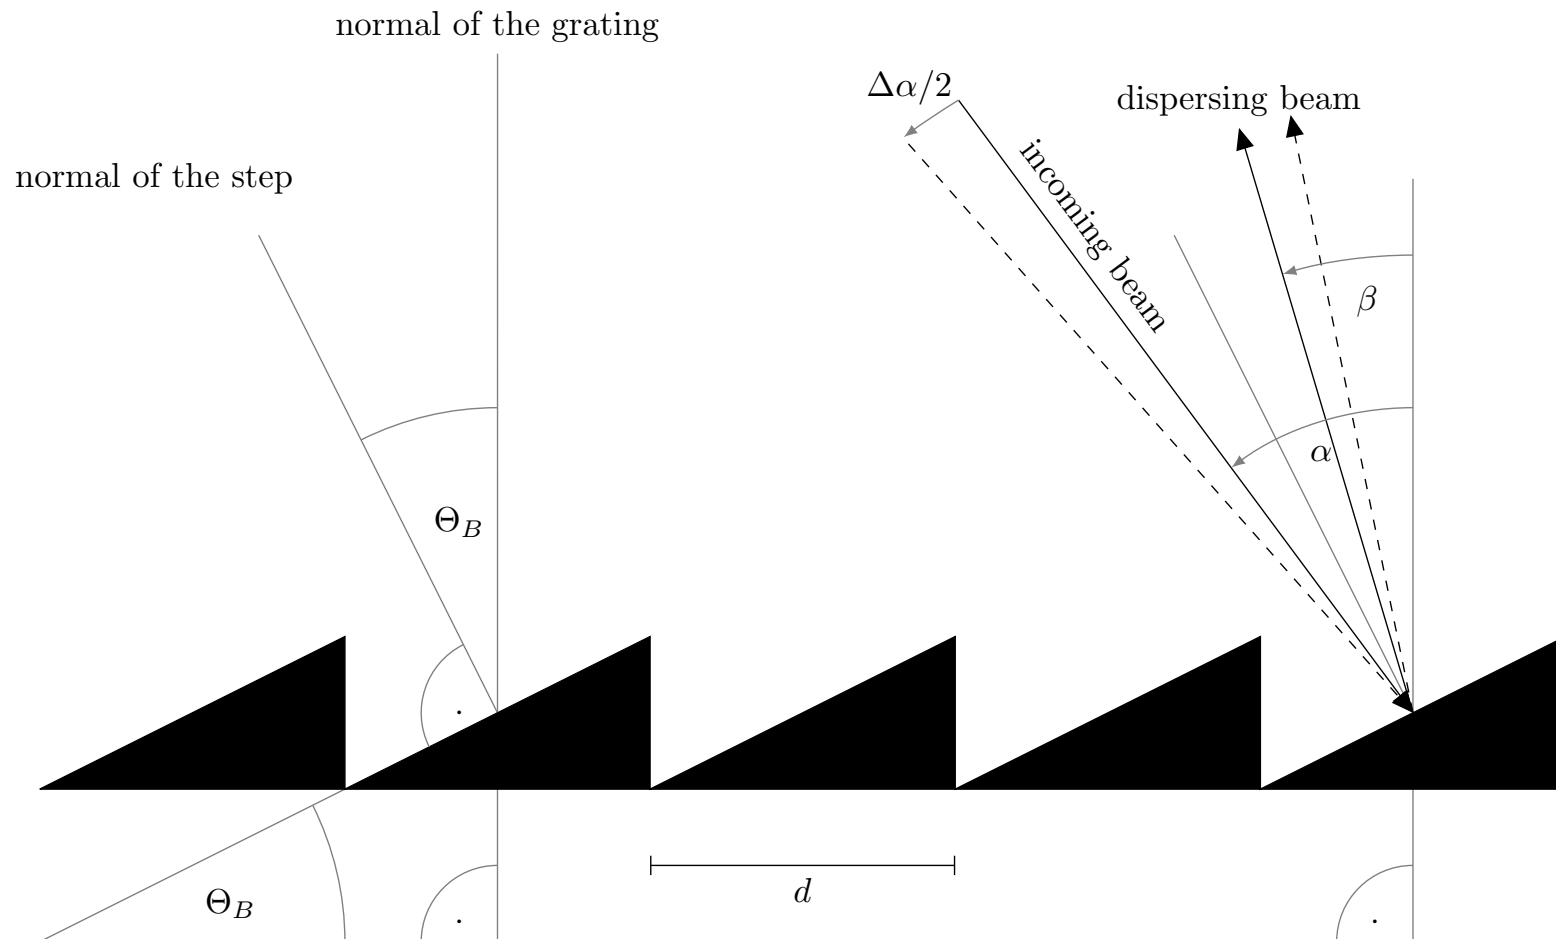 normal of the grating
Δα/2
dispersing beam
incoming beam
normal of the step
β
α
Θ_B
d
Θ_B